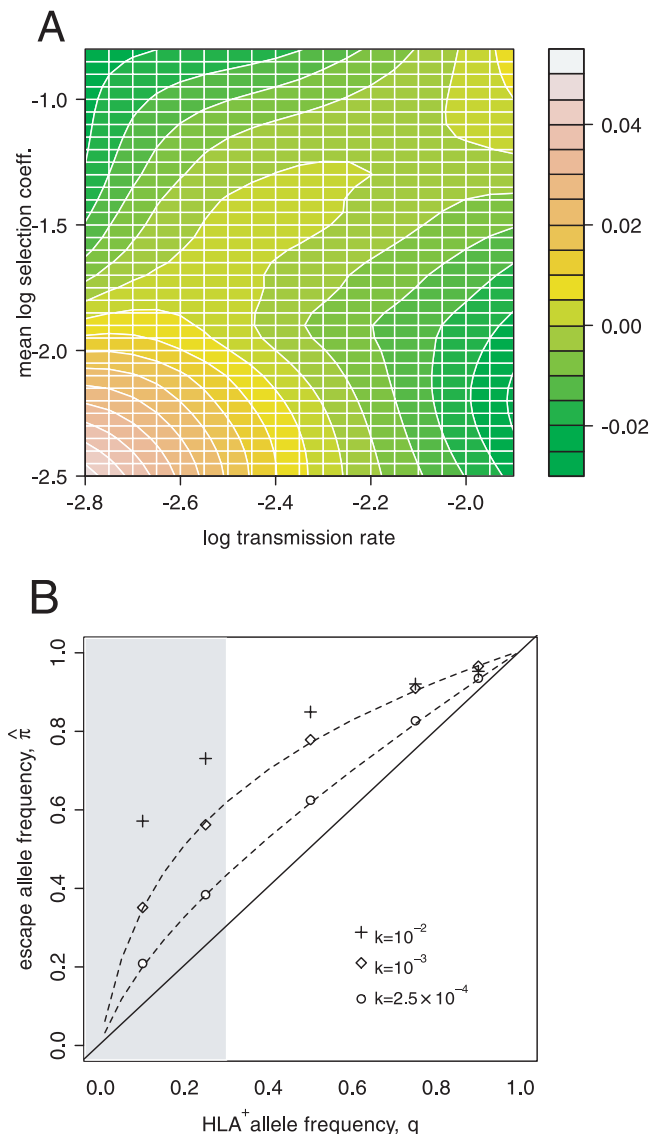 A
-1.0
-1.5
-2.0
-2.5
mean log selection coeff.
-2.8 -2.6 -2.4 -2.2 -2.0
log transmission rate
0.04
0.02
0.00
-0.02
B
1.0
0.8
0.6
0.4
0.2
0.0
escape allele frequency, π̂
k=10⁻²
k=10⁻³
k=2.5×10⁻⁴
0.0 0.2 0.4 0.6 0.8 1.0
HLA⁺ allele frequency, q